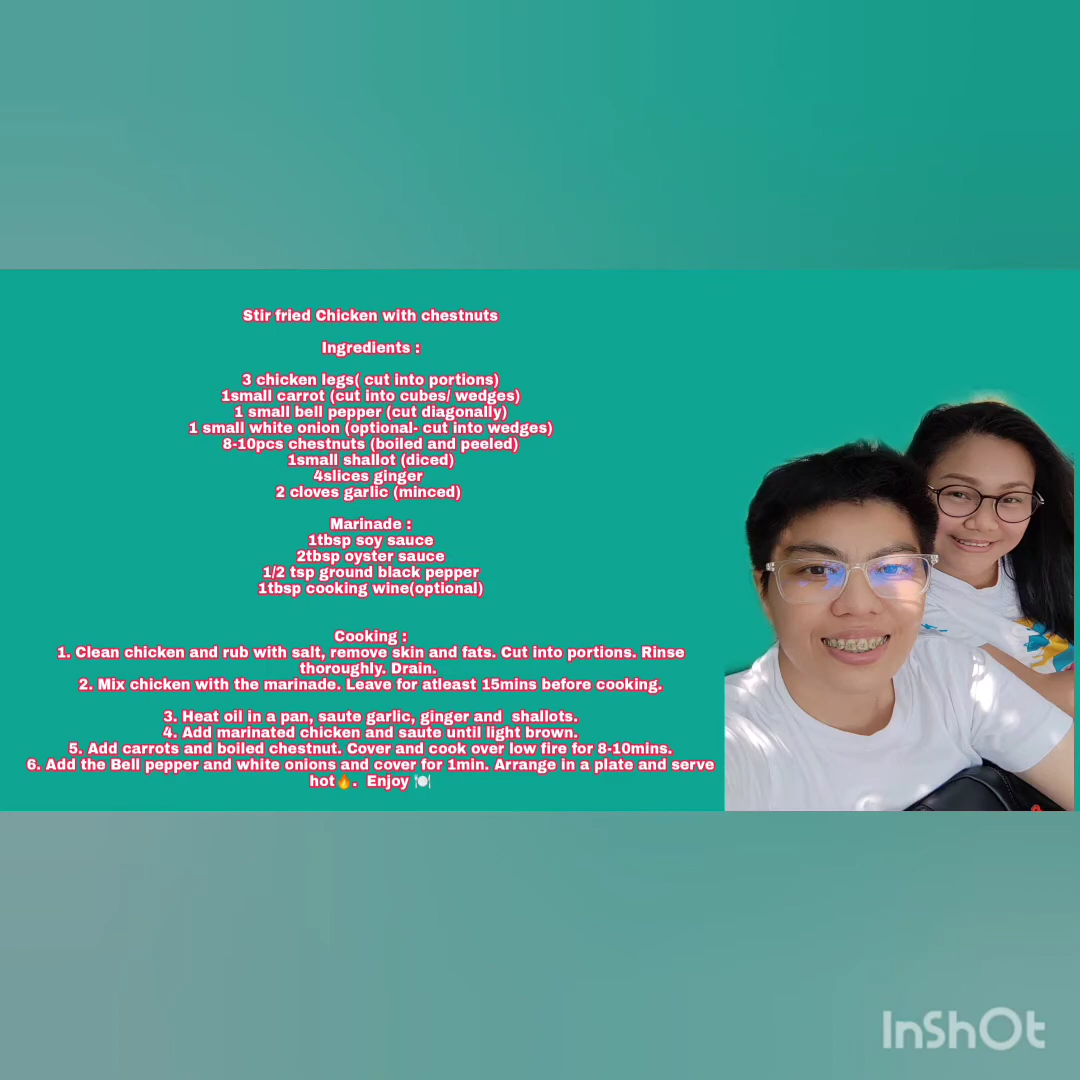 Stir fried Chicken with chestnuts
Ingredients :
3 chicken legs( cut into portions)
1small carrot (cut into cubes/ wedges)
1 small bell pepper (cut diagonally)
1 small white onion (optional- cut into wedges)
8-10pcs chestnuts (boiled and peeled)
1small shallot (diced)
4slices ginger
2 cloves garlic (minced)
Marinade :
1tbsp soy sauce
2tbsp oyster sauce
1/2 tsp ground black pepper
1tbsp cooking wine(optional)
Cooking :
1. Clean chicken and rub with salt, remove skin and fats. Cut into portions. Rinse
thoroughly. Drain.
2. Mix chicken with the marinade. Leave for atleast 15mins before cooking.
3. Heat oil in a pan, saute garlic, ginger and  shallots.
4. Add marinated chicken and saute until light brown.
5. Add carrots and boiled chestnut. Cover and cook over low fire for 8-10mins.
6. Add the Bell pepper and white onions and cover for 1min. Arrange in a plate and serve
hot🔥.  Enjoy 🍽️
InShOt